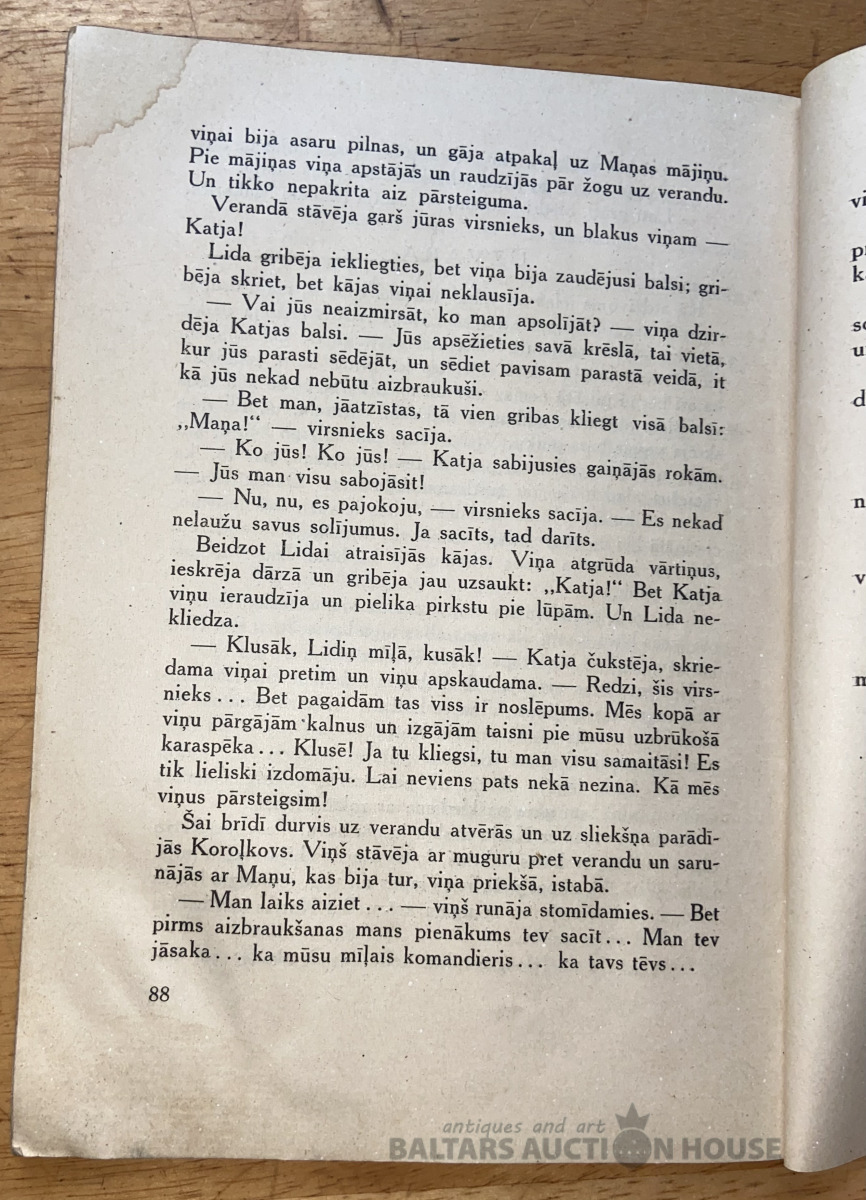 viņai bija asaru pilnas, un gāja atpakaļ uz Maņas mājiņu.
Pie mājiņas viņa apstājās un raudzījās pār žogu uz verandu.
Un tikko nepakrita aiz pārsteiguma.
Verandā stāvēja garš jūras virsnieks, un blakus viņam —
Katja!
Lida gribēja iekliegties, bet viņa bija zaudējusi balsi; gri-
bēja skriet, bet kājas viņai neklausīja.
— Vai jūs neaizmirsāt, ko man apsolījāt? — viņa dzir-
dēja Katjas balsi. — Jūs apsēžieties savā krēslā, tai vietā,
kur jūs parasti sēdējāt, un sēdiet pavisam parastā veidā, it
kā jūs nekad nebūtu aizbraukuši.
— Bet man, jāatzīstas, tā vien gribas kliegt visā balsī:
„Maņa!“ — virsnieks sacīja.
— Ko jūs! Ko jūs! — Katja sabijusies gaiņājās rokām.
— Jūs man visu sabojāsit!
— Nu, nu, es pajokoju, — virsnieks sacīja. — Es nekad
nelaužu savus solījumus. Ja sacīts, tad darīts.
Beidzot Lidai atraisījās kājas. Viņa atgrūda vārtiņus,
ieskrēja dārzā un gribēja jau uzsaukt: „Katja!“ Bet Katja
viņu ieraudzīja un pielika pirkstu pie lūpām. Un Lida ne-
kliedza.
— Klusāk, Lidiņ mīļā, kusāk! — Katja čukstēja, skrie-
dama viņai pretim un viņu apskaudama. — Redzi, šis virs-
nieks... Bet pagaidām tas viss ir noslēpums. Mēs kopā ar
viņu pārgājām kalnus un izgājām taisni pie mūsu uzbrūkošā
karaspēka... Klusē! Ja tu kliegsi, tu man visu samaitāsi! Es
tik lieliski izdomāju. Lai neviens pats nekā nezina. Kā mēs
viņus pārsteigsim!
Šai brīdī durvis uz verandu atvērās un uz sliekšņa parādī-
jās Koroļkovs. Viņš stāvēja ar muguru pret verandu un saru-
nājās ar Maņu, kas bija tur, viņa priekšā, istabā.
— Man laiks aiziet... — viņš runāja stomīdamies. — Bet
pirms aizbraukšanas mans pienākums tev sacīt... Man tev
jāsaka... ka mūsu mīļais komandieris... ka tavs tēvs...
88
antiques and art
BALTARS AUCTION HOUSE